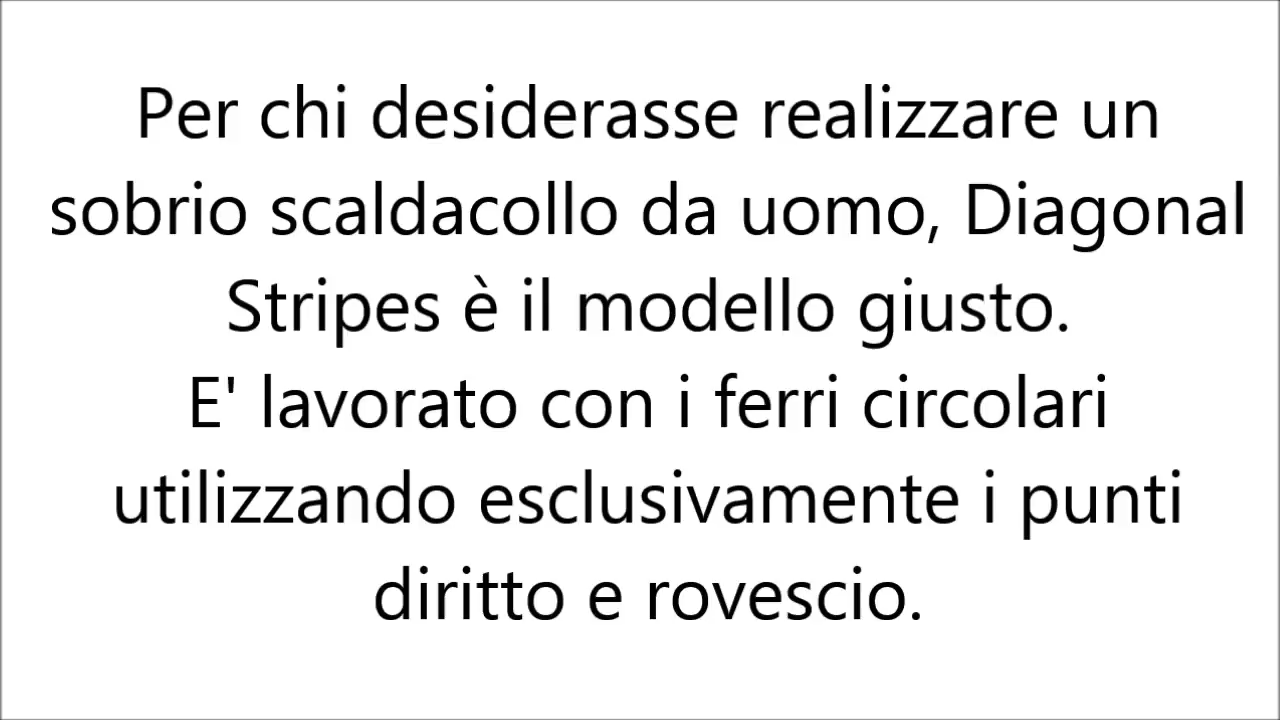 Per chi desiderasse realizzare un
sobrio scaldacollo da uomo, Diagonal
Stripes è il modello giusto.
E' lavorato con i ferri circolari
utilizzando esclusivamente i punti
diritto e rovescio.